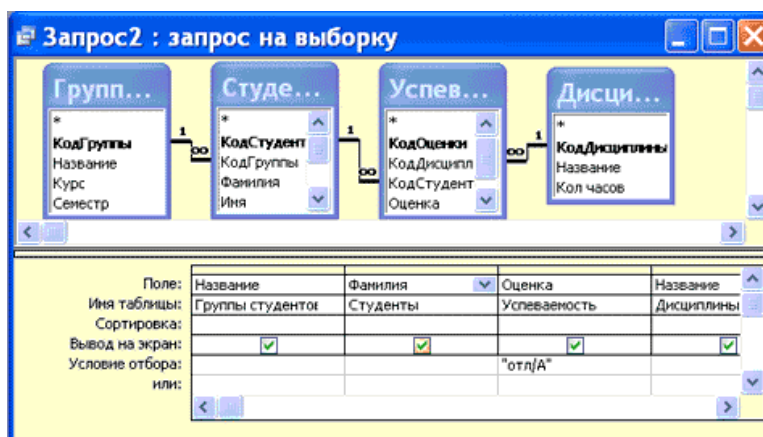 Запрос2 : запрос на выборку
Групп... Студе... Успев... Дисци...
* * * *
КодГруппы КодСтудент КодОценки КодДисциплины
Название КодГруппы КодДисципл Название
Курс Фамилия КодСтудент Кол часов
Семестр Имя Оценка
1 ∞ 1 ∞ ∞ 1
Поле: Название Фамилия Оценка Название
Имя таблицы: Группы студентов Студенты Успеваемость Дисциплины
Сортировка:
Вывод на экран:
Условие отбора: "отл/А"
или: